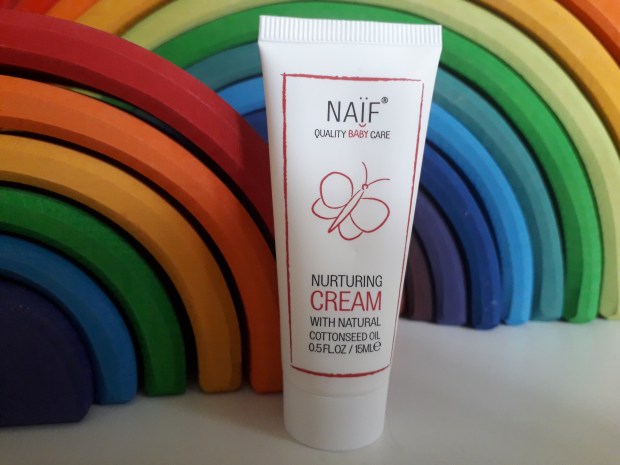 NAÏF®
QUALITY BABY CARE
NURTURING
CREAM
WITH NATURAL
COTTONSEED OIL
0.5 FL.OZ / 15ML℮